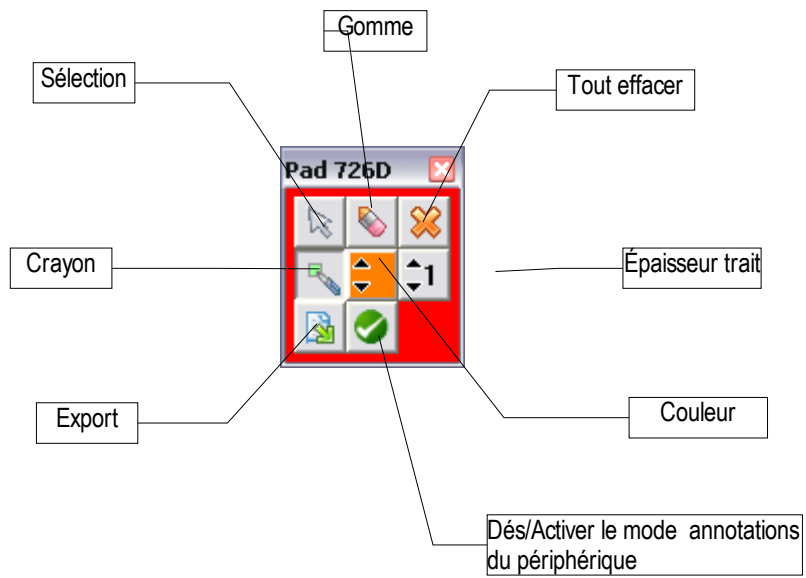 Gomme
Sélection
Tout effacer
Pad 726D
Crayon
1
Épaisseur trait
Export
Couleur
Dés/Activer le mode annotations
du périphérique